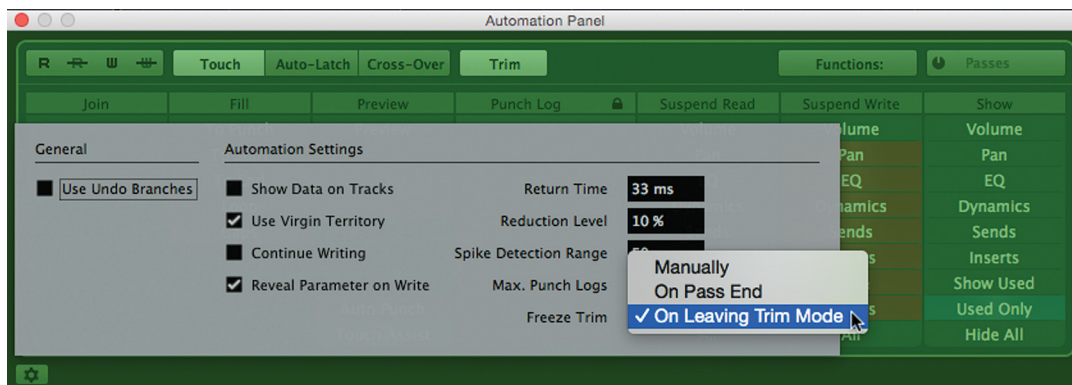 Automation Panel
R R W W Touch Auto-Latch Cross-Over Trim Functions: Passes
Join Fill Preview Punch Log Suspend Read Suspend Write Show
General Automation Settings
Use Undo Branches Show Data on Tracks Return Time 33 ms
Use Virgin Territory Reduction Level 10 %
Continue Writing Spike Detection Range
Reveal Parameter on Write Max. Punch Logs
Freeze Trim
Manually
On Pass End
✓ On Leaving Trim Mode
Volume
Pan Pan
EQ EQ
Dynamics
Sends
Inserts
Show Used
Used Only
All Hide All